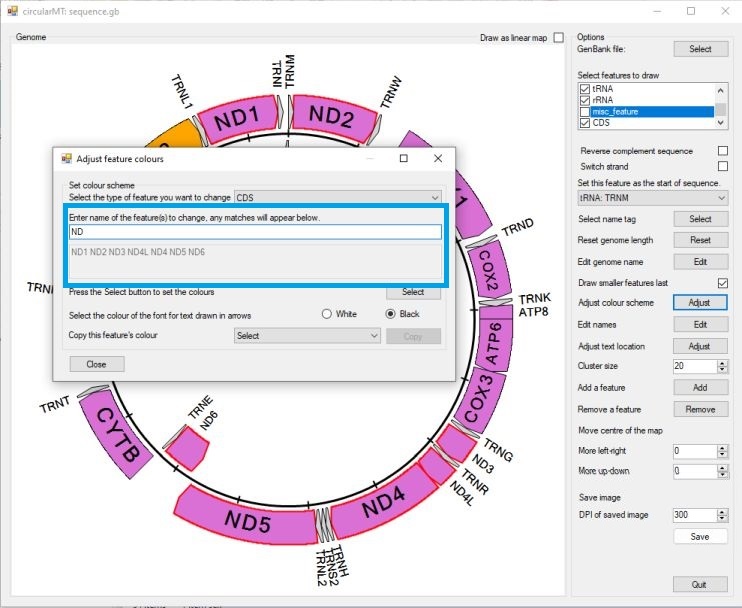 circularMT: sequence.gb
Genome
Draw as linear map
Options
GenBank file:
Select
Select features to draw
tRNA
rRNA
misc_feature
CDS
Reverse complement sequence
Switch strand
Set this feature as the start of sequence.
tRNA: TRNM
Select name tag
Select
Reset genome length
Reset
Edit genome name
Edit
Draw smaller features last
Adjust colour scheme
Adjust
Edit names
Edit
Adjust text location
Adjust
Cluster size
20
Add a feature
Add
Remove a feature
Remove
Move centre of the map
More left-right
0
More up-down
0
Save image
DPI of saved image
300
Save
Quit
Adjust feature colours
Set colour scheme
Select the type of feature you want to change
CDS
Enter name of the feature(s) to change, any matches will appear below.
ND
ND1 ND2 ND3 ND4L ND4 ND5 ND6
Press the Select button to set the colours
Select
Select the colour of the font for text drawn in arrows
White
Black
Copy this feature's colour
Select
Copy
Close
TRNL1
ND1
TRNI
TRNM
ND2
TRNW
TRND
COX2
TRNK
ATP8
ATP6
COX3
TRNG
ND3
TRNR
ND4L
ND4
TRNH
TRNS2
TRNL2
ND5
TRNE
ND6
CYTB
TRNT